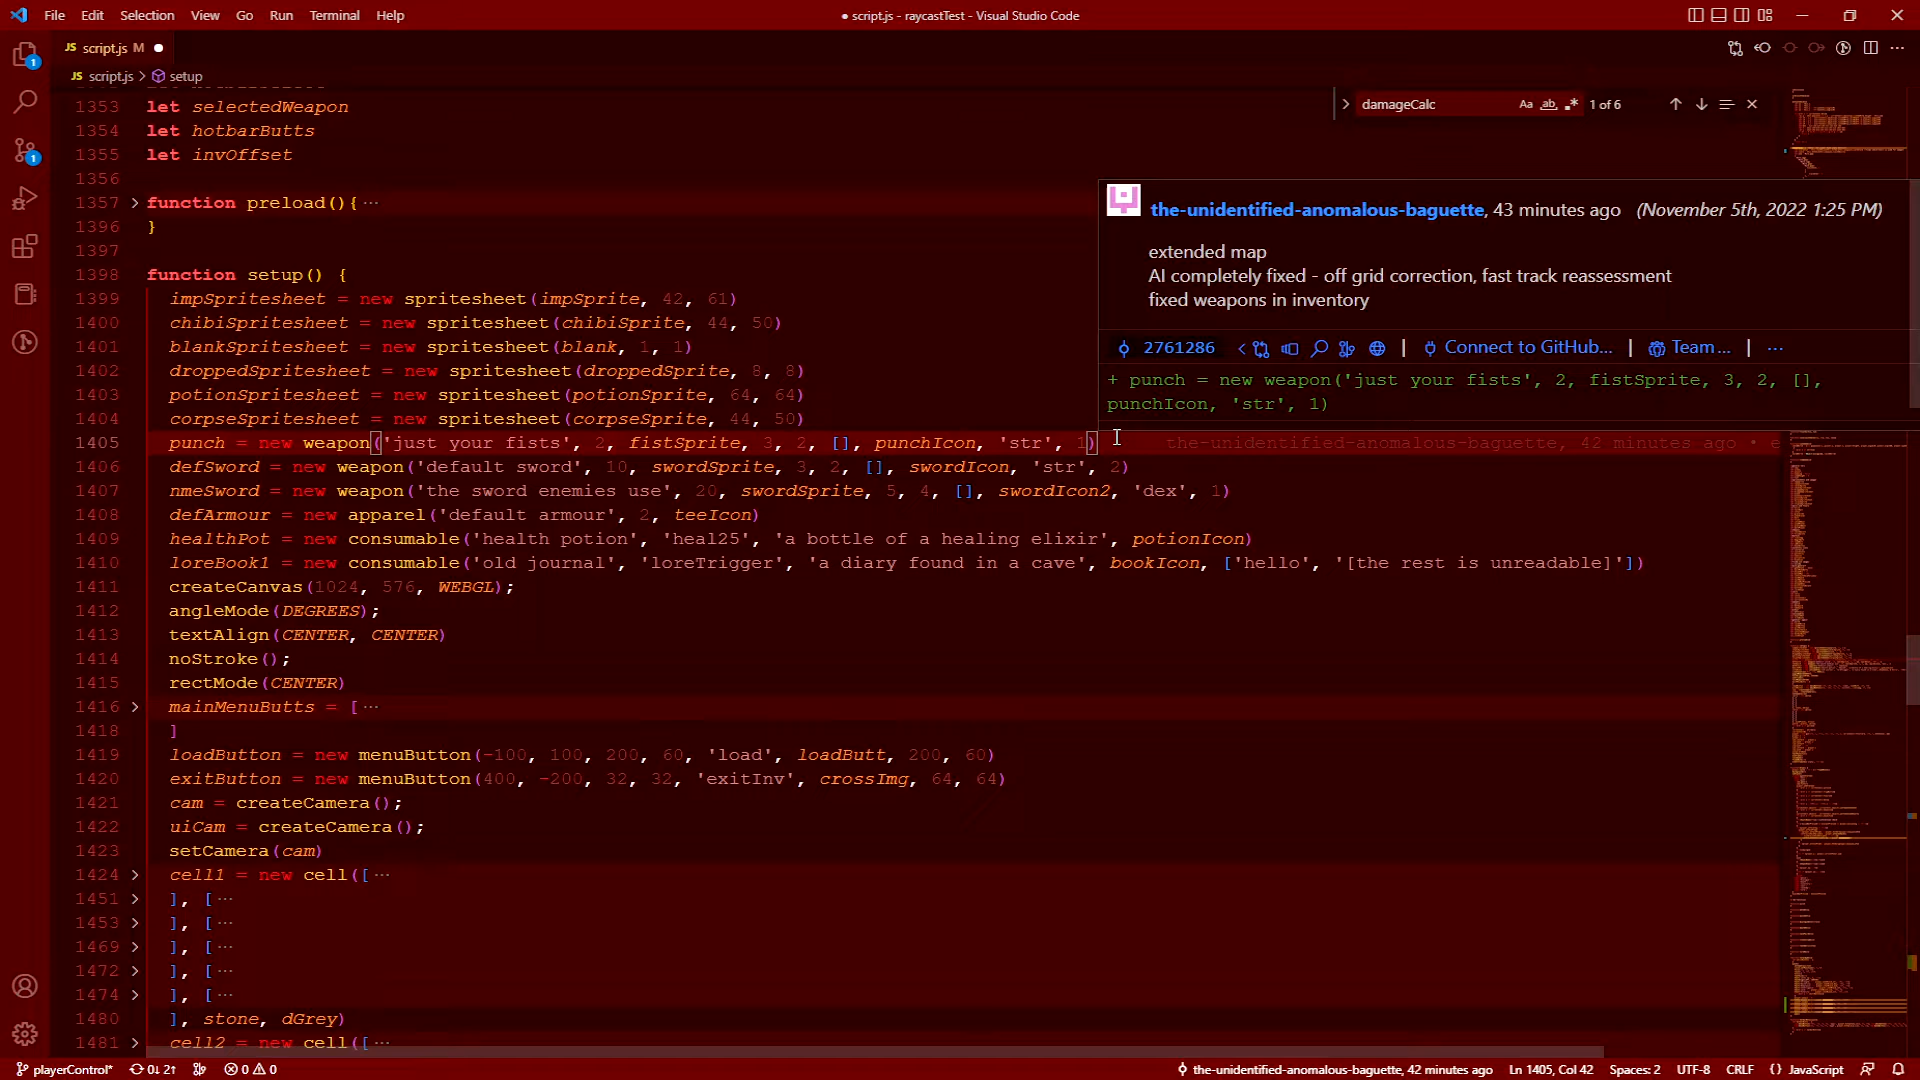 File Edit Selection View Go Run Terminal Help
● script.js - raycastTest - Visual Studio Code
JS script.js M ●
JS script.js > setup
damageCalc Aa ab 1 of 6
1353 let selectedWeapon
1354 let hotbarButts
1355 let invOffset
1356
1357 function preload(){ ···
1396 }
1397
1398 function setup() {
1399 impSpritesheet = new spritesheet(impSprite, 42, 61)
1400 chibiSpritesheet = new spritesheet(chibiSprite, 44, 50)
1401 blankSpritesheet = new spritesheet(blank, 1, 1)
1402 droppedSpritesheet = new spritesheet(droppedSprite, 8, 8)
1403 potionSpritesheet = new spritesheet(potionSprite, 64, 64)
1404 corpseSpritesheet = new spritesheet(corpseSprite, 44, 50)
1405 punch = new weapon('just your fists', 2, fistSprite, 3, 2, [], punchIcon, 'str', 1) the-unidentified-anomalous-baguette, 42 minutes ago • e
1406 defSword = new weapon('default sword', 10, swordSprite, 3, 2, [], swordIcon, 'str', 2)
1407 nmeSword = new weapon('the sword enemies use', 20, swordSprite, 5, 4, [], swordIcon2, 'dex', 1)
1408 defArmour = new apparel('default armour', 2, teeIcon)
1409 healthPot = new consumable('health potion', 'heal25', 'a bottle of a healing elixir', potionIcon)
1410 loreBook1 = new consumable('old journal', 'loreTrigger', 'a diary found in a cave', bookIcon, ['hello', '[the rest is unreadable]'])
1411 createCanvas(1024, 576, WEBGL);
1412 angleMode(DEGREES);
1413 textAlign(CENTER, CENTER)
1414 noStroke();
1415 rectMode(CENTER)
1416 mainMenuButts = [ ···
1418 ]
1419 loadButton = new menuButton(-100, 100, 200, 60, 'load', loadButt, 200, 60)
1420 exitButton = new menuButton(400, -200, 32, 32, 'exitInv', crossImg, 64, 64)
1421 cam = createCamera();
1422 uiCam = createCamera();
1423 setCamera(cam)
1424 cell1 = new cell([ ···
1451 ], [ ···
1453 ], [ ···
1469 ], [ ···
1472 ], [ ···
1474 ], [ ···
1480 ], stone, dGrey)
1481 cell2 = new cell([ ···
the-unidentified-anomalous-baguette, 43 minutes ago (November 5th, 2022 1:25 PM)
extended map
AI completely fixed - off grid correction, fast track reassessment
fixed weapons in inventory
2761286 | Connect to GitHub... | Team... | ···
+ punch = new weapon('just your fists', 2, fistSprite, 3, 2, [],
punchIcon, 'str', 1)
1
1
playerControl* 0↓ 2↑ 0 0
the-unidentified-anomalous-baguette, 42 minutes ago Ln 1405, Col 42 Spaces: 2 UTF-8 CRLF {} JavaScript